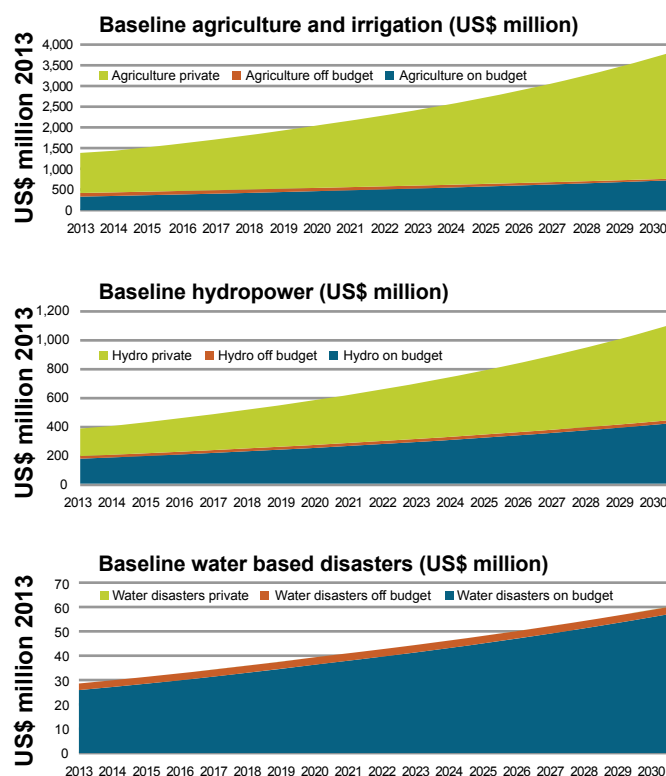 Baseline agriculture and irrigation (US$ million)
US$ million 2013
4,000
3,500
3,000
2,500
2,000
1,500
1,000
500
0
Agriculture private Agriculture off budget Agriculture on budget
2013 2014 2015 2016 2017 2018 2019 2020 2021 2022 2023 2024 2025 2026 2027 2028 2029 2030
Baseline hydropower (US$ million)
US$ million 2013
1,200
1,000
800
600
400
200
0
Hydro private Hydro off budget Hydro on budget
2013 2014 2015 2016 2017 2018 2019 2020 2021 2022 2023 2024 2025 2026 2027 2028 2029 2030
Baseline water based disasters (US$ million)
US$ million 2013
70
60
50
40
30
20
10
0
Water disasters private Water disasters off budget Water disasters on budget
2013 2014 2015 2016 2017 2018 2019 2020 2021 2022 2023 2024 2025 2026 2027 2028 2029 2030